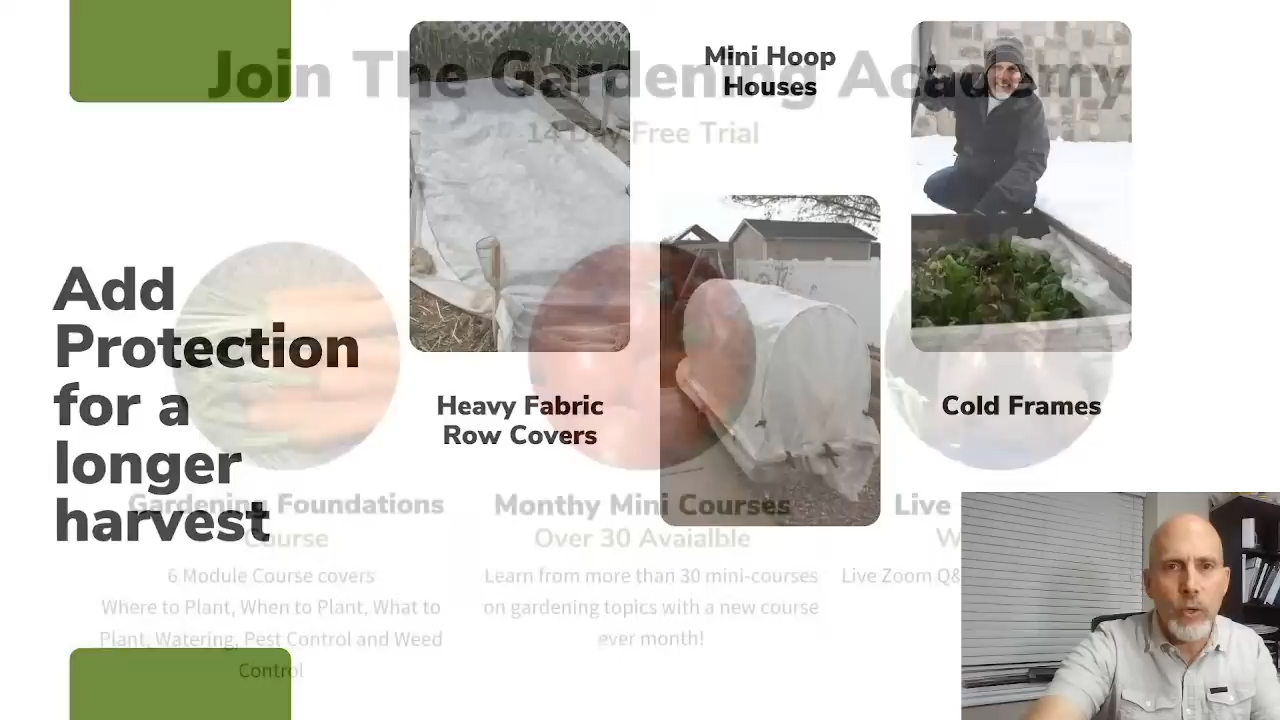 Join The Gardening Academy
14 Day Free Trial
Add
Protection
for a
longer
harvest
Heavy Fabric
Row Covers
Mini Hoop
Houses
Cold Frames
Gardening Foundations
Course
6 Module Course covers
Where to Plant, When to Plant, What to
Plant, Watering, Pest Control and Weed
Control
Monthy Mini Courses
Over 30 Avaialble
Learn from more than 30 mini-courses
on gardening topics with a new course
ever month!
Live
Live Zoom Q&